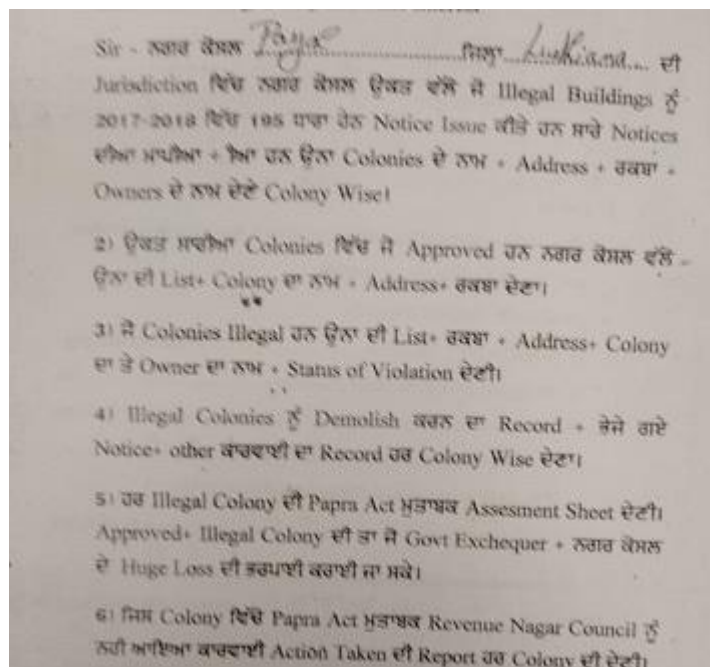 Sir - ਨਗਰ ਕੌਂਸਲ Payal ਜਿਲ੍ਹਾ Ludhiana ਦੀ
Jurisdiction ਵਿੱਚ ਨਗਰ ਕੌਂਸਲ ਉਕਤ ਵੱਲੋਂ ਜੋ Illegal Buildings ਨੂੰ
2017-2018 ਵਿੱਚ 195 ਧਾਰਾ ਹੇਠ Notice Issue ਕੀਤੇ ਹਨ ਸਾਰੇ Notices
ਦੀਆ ਕਾਪੀਆ + ਹਨ ਉਨਾ Colonies ਦੇ ਨਾਮ + Address + ਰਕਬਾ +
Owners ਦੇ ਨਾਮ ਦੇਣੇ Colony Wise।
2) ਉਕਤ ਸਾਰੀਆ Colonies ਵਿੱਚ ਜੋ Approved ਹਨ ਨਗਰ ਕੌਂਸਲ ਵੱਲੋਂ -
ਉਨਾ ਦੀ List+ Colony ਦਾ ਨਾਮ + Address+ ਰਕਬਾ ਦੇਣਾ।
3) ਜੋ Colonies Illegal ਹਨ ਉਨਾ ਦੀ List+ ਰਕਬਾ + Address+ Colony
ਦਾ ਤੇ Owner ਦਾ ਨਾਮ + Status of Violation ਦੇਣੀ।
4) Illegal Colonies ਨੂੰ Demolish ਕਰਨ ਦਾ Record + ਭੇਜੇ ਗਏ
Notice+ other ਕਾਰਵਾਈ ਦਾ Record ਹਰ Colony Wise ਦੇਣਾ।
5) ਹਰ Illegal Colony ਦੀ Papra Act ਮੁਤਾਬਕ Assesment Sheet ਦੇਣੀ।
Approved+ Illegal Colony ਦੀ ਤਾ ਜੋ Govt Exchequer + ਨਗਰ ਕੌਂਸਲ
ਦੇ Huge Loss ਦੀ ਭਰਪਾਈ ਕਰਾਈ ਜਾ ਸਕੇ।
6) ਜਿਸ Colony ਵਿੱਚੋਂ Papra Act ਮੁਤਾਬਕ Revenue Nagar Council ਨੂੰ
ਨਹੀ ਆਇਆ ਕਾਰਵਾਈ Action Taken ਦੀ Report ਹਰ Colony ਦੀ ਦੇਣੀ।